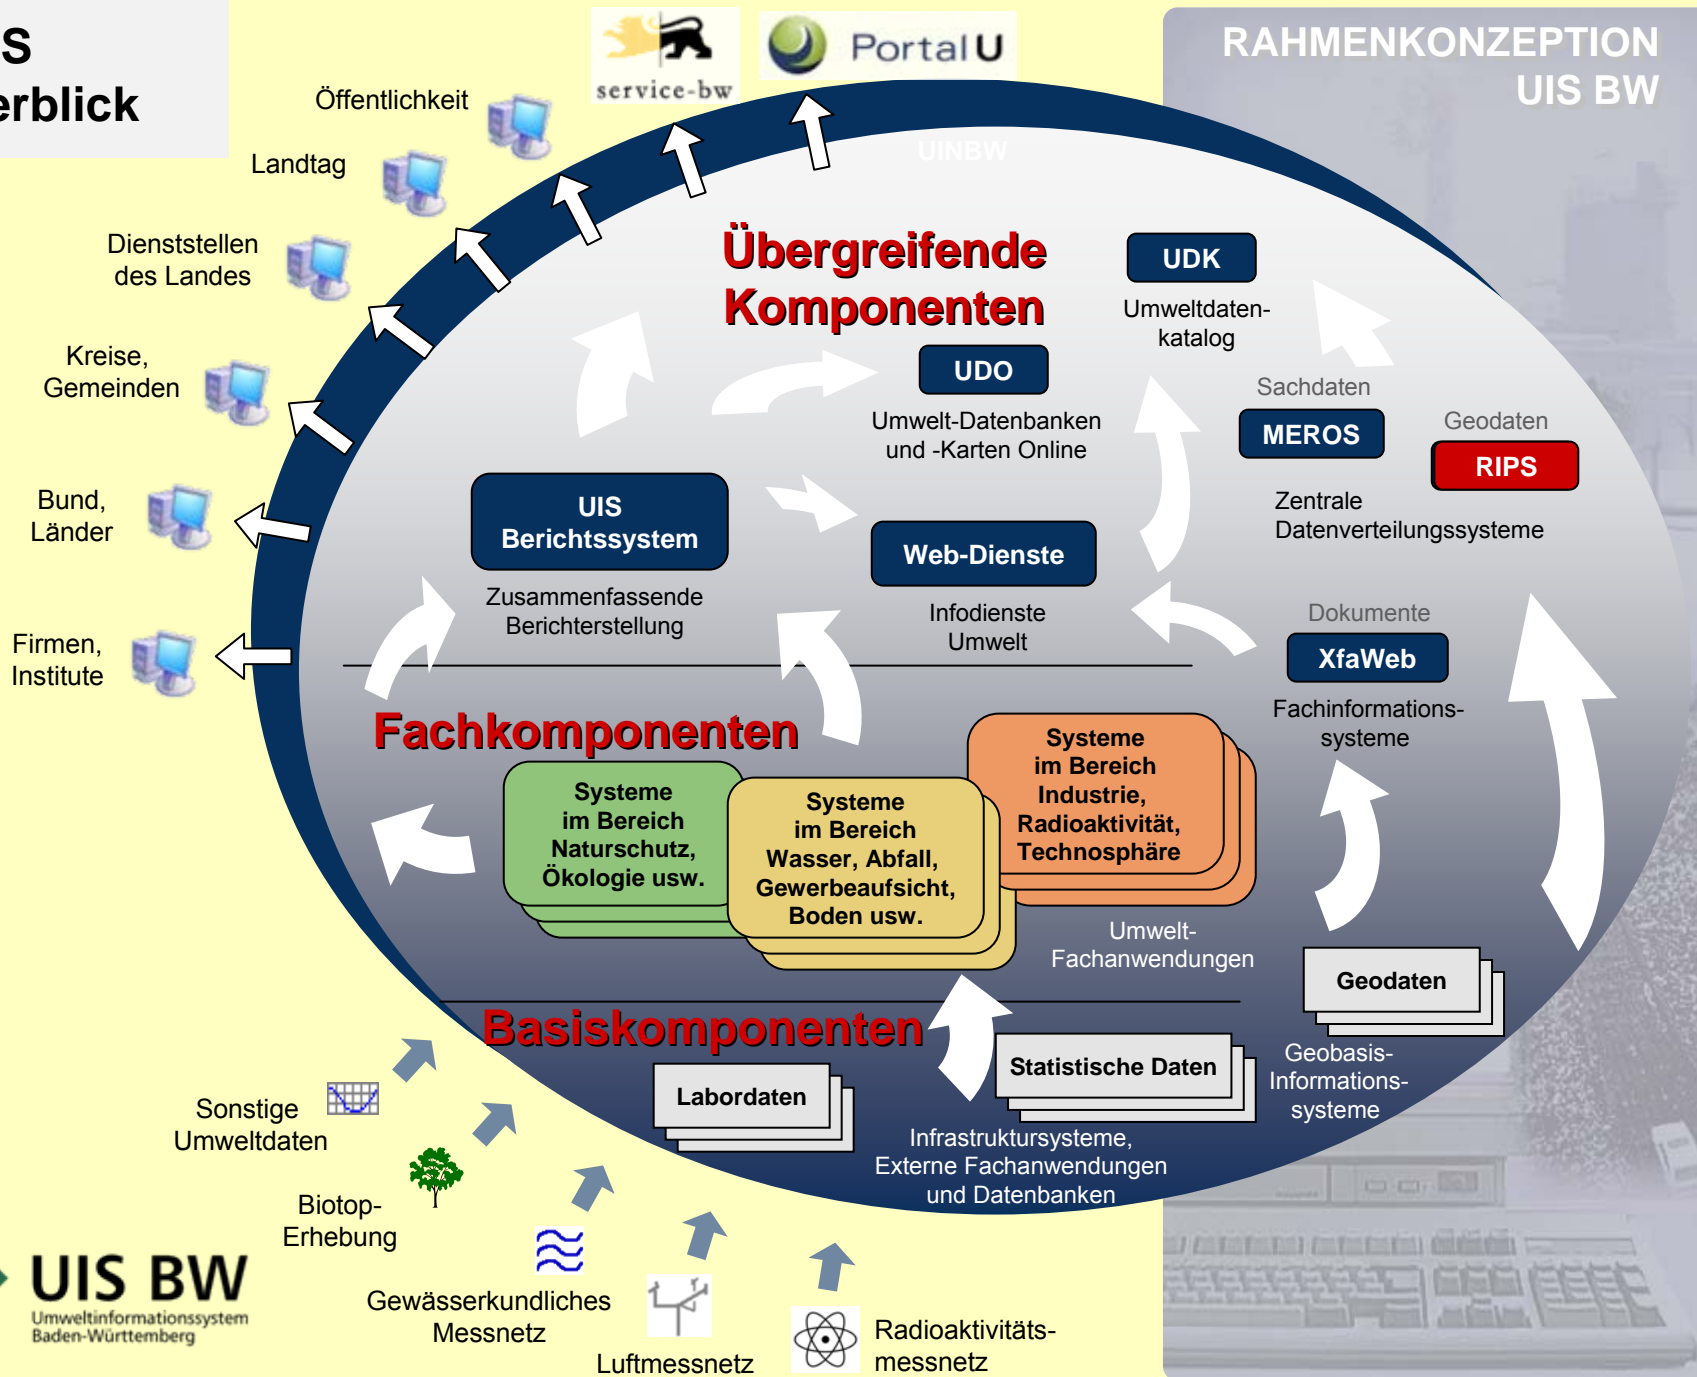 S
erblick
service-bw
Portal U
RAHMENKONZEPTION
UIS BW
Öffentlichkeit
Landtag
Dienststellen
des Landes
Kreise,
Gemeinden
Bund,
Länder
Firmen,
Institute
UINBW
Übergreifende
Komponenten
UDK
Umweltdaten-
katalog
UDO
Umwelt-Datenbanken
und -Karten Online
Sachdaten
MEROS
Geodaten
RIPS
Zentrale
Datenverteilungssysteme
UIS
Berichtssystem
Zusammenfassende
Berichterstellung
Web-Dienste
Infodienste
Umwelt
Dokumente
XfaWeb
Fachinformations-
systeme
Fachkomponenten
Systeme
im Bereich
Naturschutz,
Ökologie usw.
Systeme
im Bereich
Wasser, Abfall,
Gewerbeaufsicht,
Boden usw.
Systeme
im Bereich
Industrie,
Radioaktivität,
Technosphäre
Umwelt-
Fachanwendungen
Geodaten
Geobasis-
Informations-
systeme
Basiskomponenten
Labordaten
Statistische Daten
Infrastruktursysteme,
Externe Fachanwendungen
und Datenbanken
Sonstige
Umweltdaten
Biotop-
Erhebung
Gewässerkundliches
Messnetz
Luftmessnetz
Radioaktivitäts-
messnetz
UIS BW
Umweltinformationssystem
Baden-Württemberg